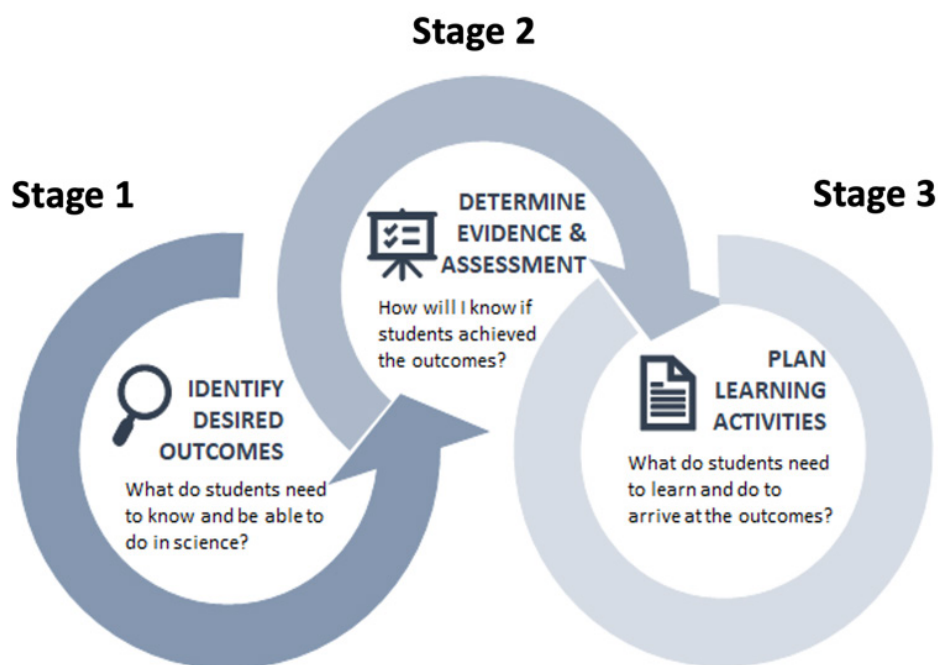 Stage 1
IDENTIFY
DESIRED
OUTCOMES
What do students need
to know and be able to
do in science?
Stage 2
DETERMINE
EVIDENCE &
ASSESSMENT
How will I know if
students achieved
the outcomes?
Stage 3
PLAN
LEARNING
ACTIVITIES
What do students need
to learn and do to
arrive at the outcomes?